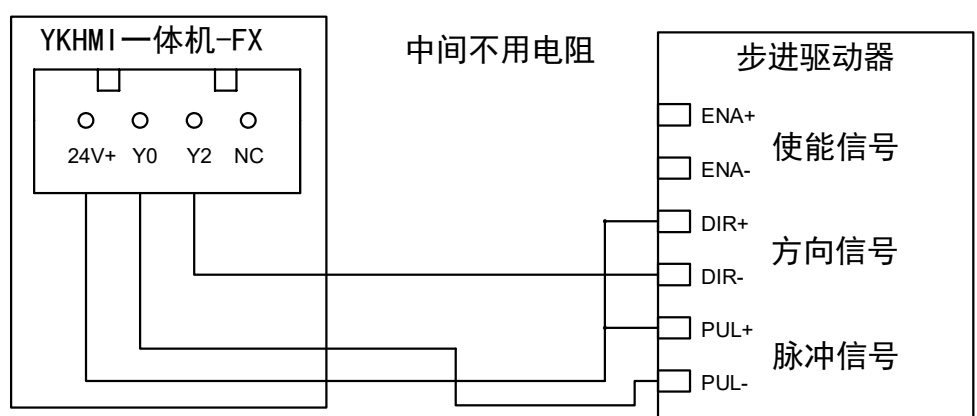 YKHMI一体机-FX
中间不用电阻
步进驱动器
24V+ Y0 Y2 NC
ENA+
使能信号
ENA-
DIR+
方向信号
DIR-
PUL+
脉冲信号
PUL-